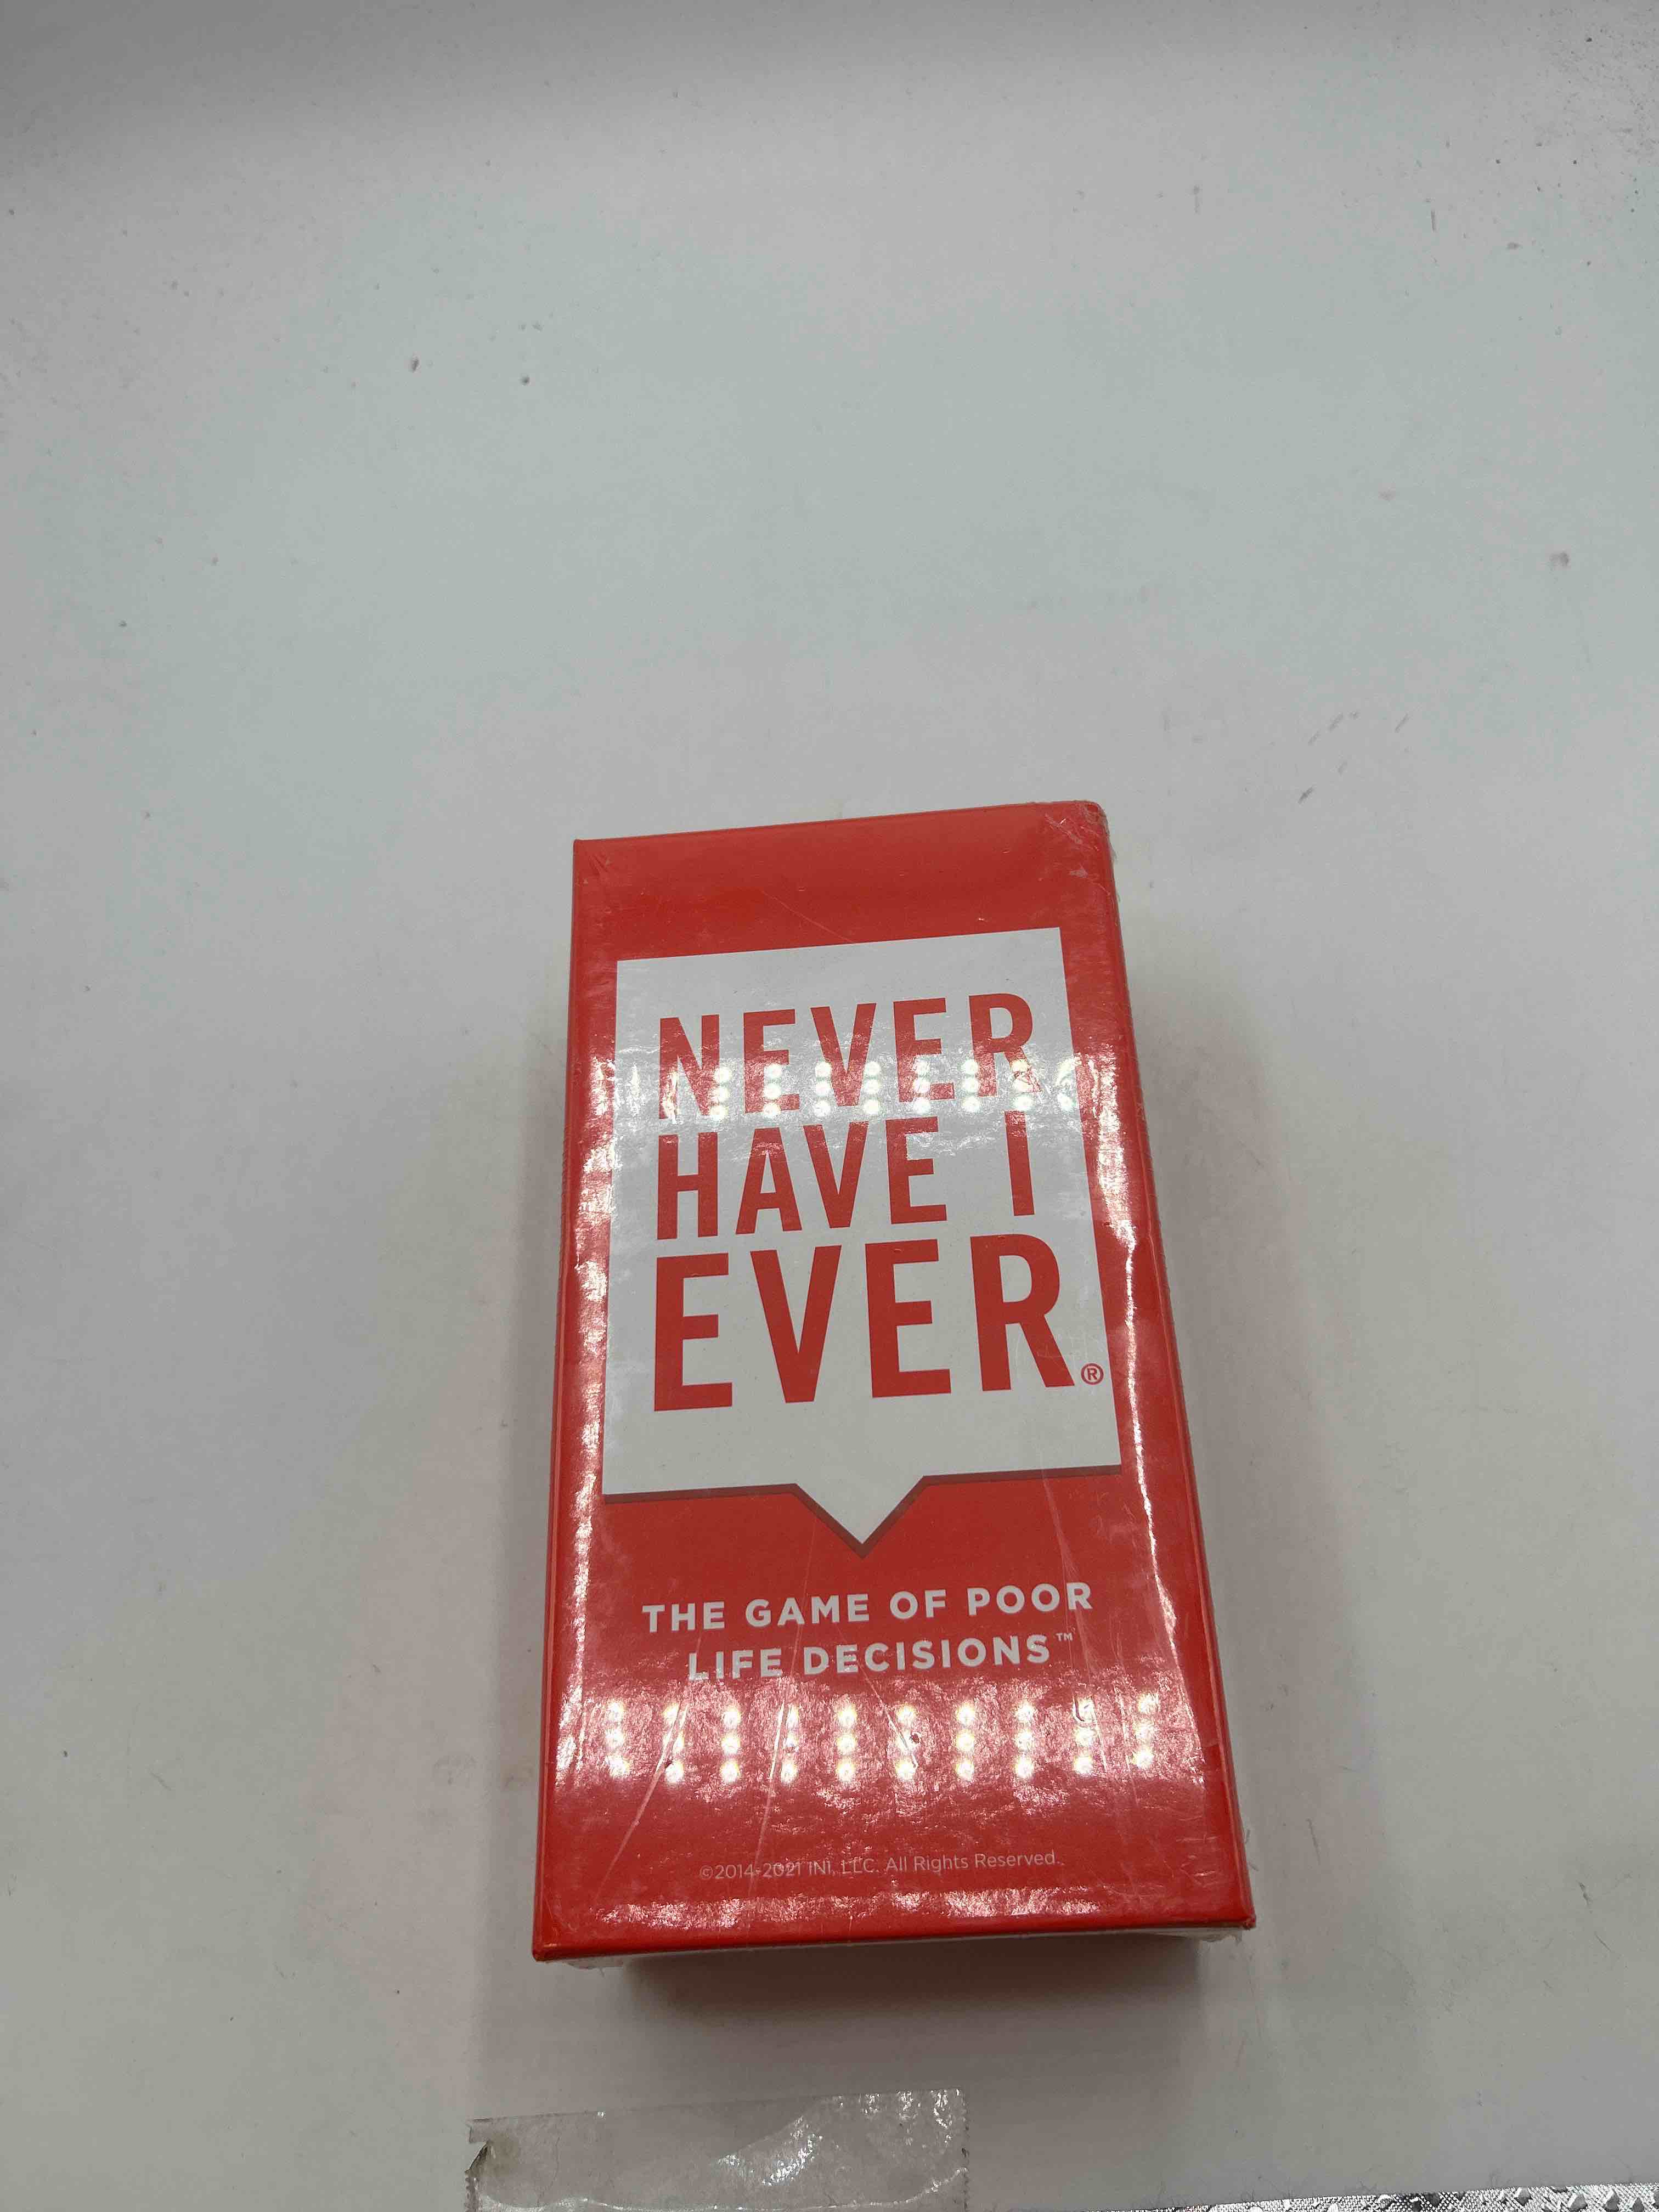 NEVER
HAVE I
EVER®
THE GAME OF POOR
LIFE DECISIONS™
©2014-2021 INI, LLC. All Rights Reserved.